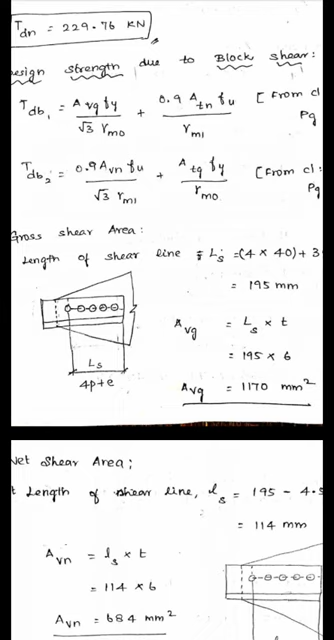 Tdn = 229.76 KN
Design strength due to Block shear:
Tdb1 = Avg fy / √3 γm0 + 0.9 Atn fu / γm1 [From cl:
Pg
Tdb2 = 0.9 Avn fu / √3 γm1 + Atg fy / γm0 [From cl:
Pg
Gross shear Area:
Length of shear line = Ls = (4 x 40) + 3
= 195 mm
Avg = Ls x t
= 195 x 6
Avg = 1170 mm²
Ls
4p+e
Net Shear Area;
t Length of shear line, ls = 195 - 4.5
= 114 mm
Avn = ls x t
= 114 x 6
Avn = 684 mm²